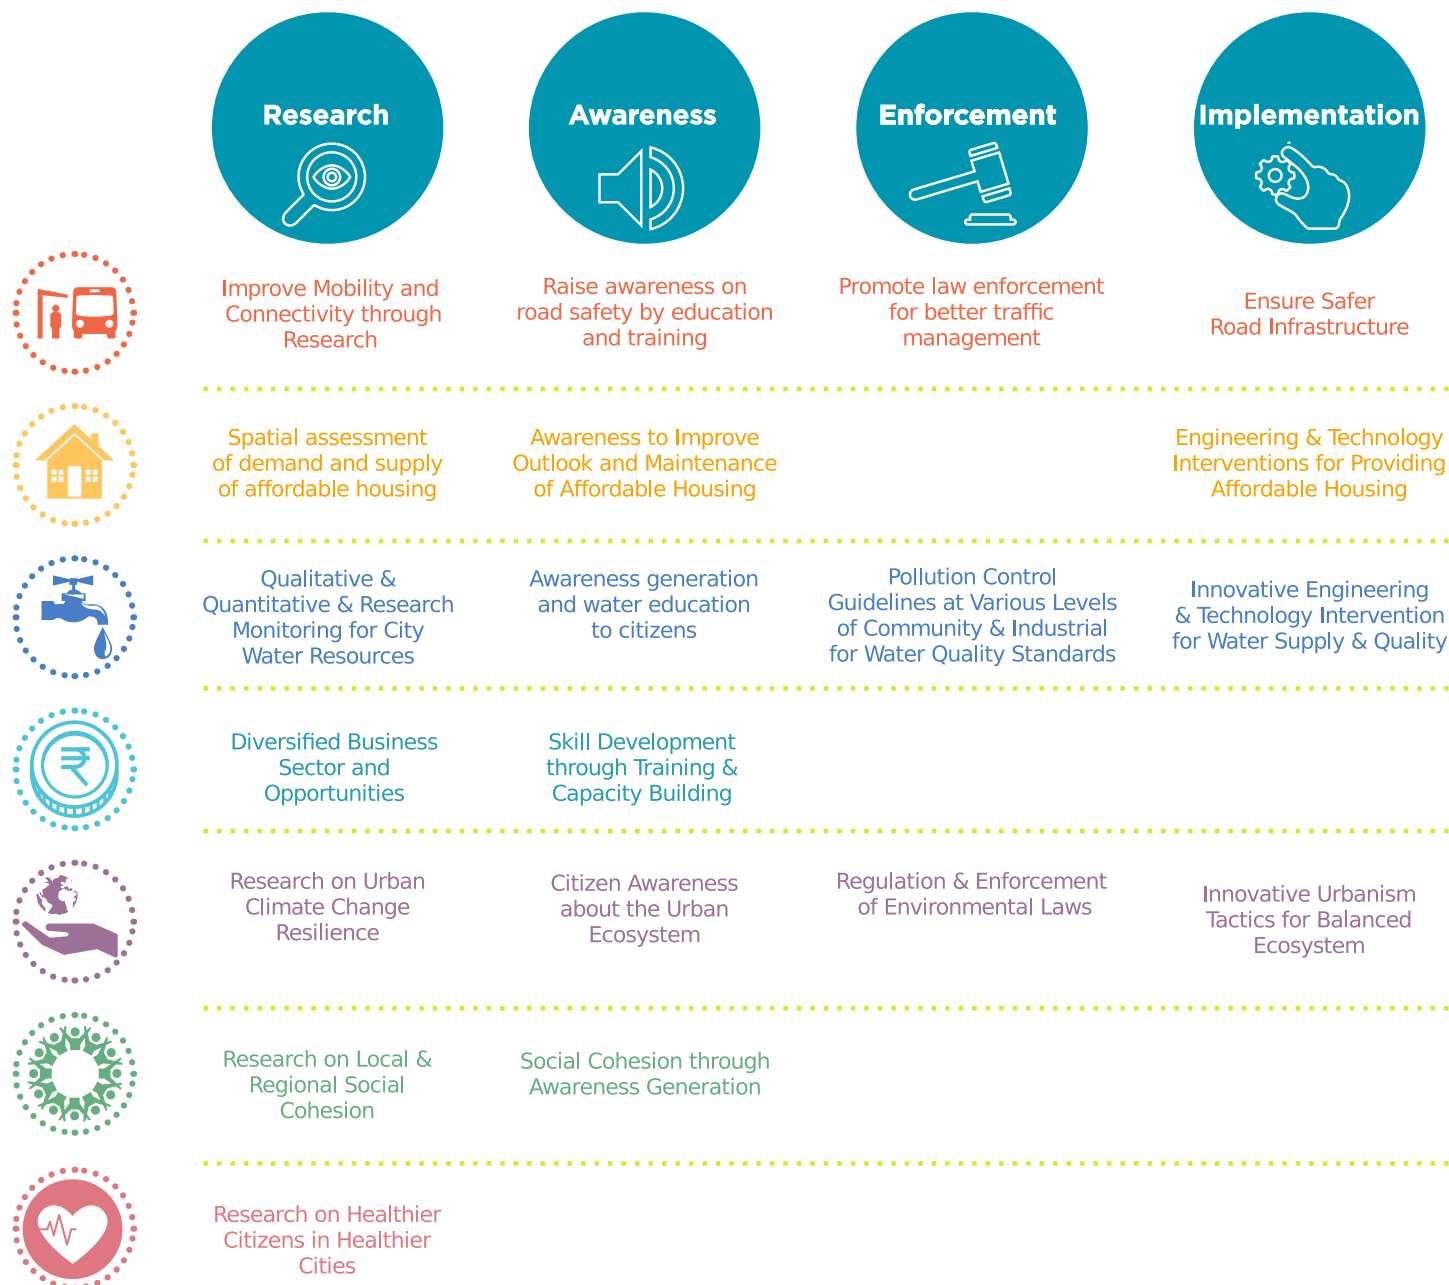 Research
Awareness
Enforcement
Implementation
Improve Mobility and
Connectivity through
Research
Raise awareness on
road safety by education
and training
Promote law enforcement
for better traffic
management
Ensure Safer
Road Infrastructure
Spatial assessment
of demand and supply
of affordable housing
Awareness to Improve
Outlook and Maintenance
of Affordable Housing
Engineering & Technology
Interventions for Providing
Affordable Housing
Qualitative &
Quantitative & Research
Monitoring for City
Water Resources
Awareness generation
and water education
to citizens
Pollution Control
Guidelines at Various Levels
of Community & Industrial
for Water Quality Standards
Innovative Engineering
& Technology Intervention
for Water Supply & Quality
₹
Diversified Business
Sector and
Opportunities
Skill Development
through Training &
Capacity Building
Research on Urban
Climate Change
Resilience
Citizen Awareness
about the Urban
Ecosystem
Regulation & Enforcement
of Environmental Laws
Innovative Urbanism
Tactics for Balanced
Ecosystem
Research on Local &
Regional Social
Cohesion
Social Cohesion through
Awareness Generation
Research on Healthier
Citizens in Healthier
Cities